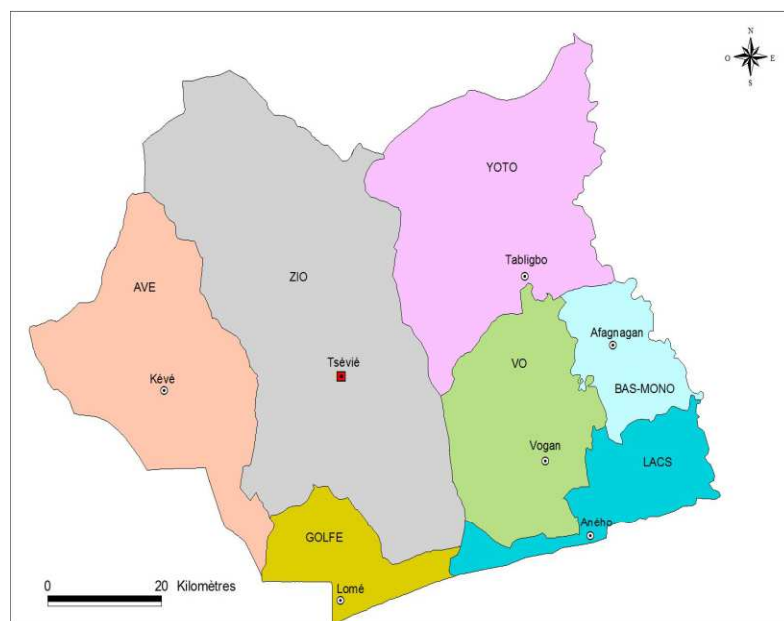 N
O E
S
YOTO
Tabligbo
ZIO
AVE
Afagnagan
Tsévié
VO
Kévé
BAS-MONO
Vogan
LACS
Aného
GOLFE
Lomé
0 20 Kilomètres